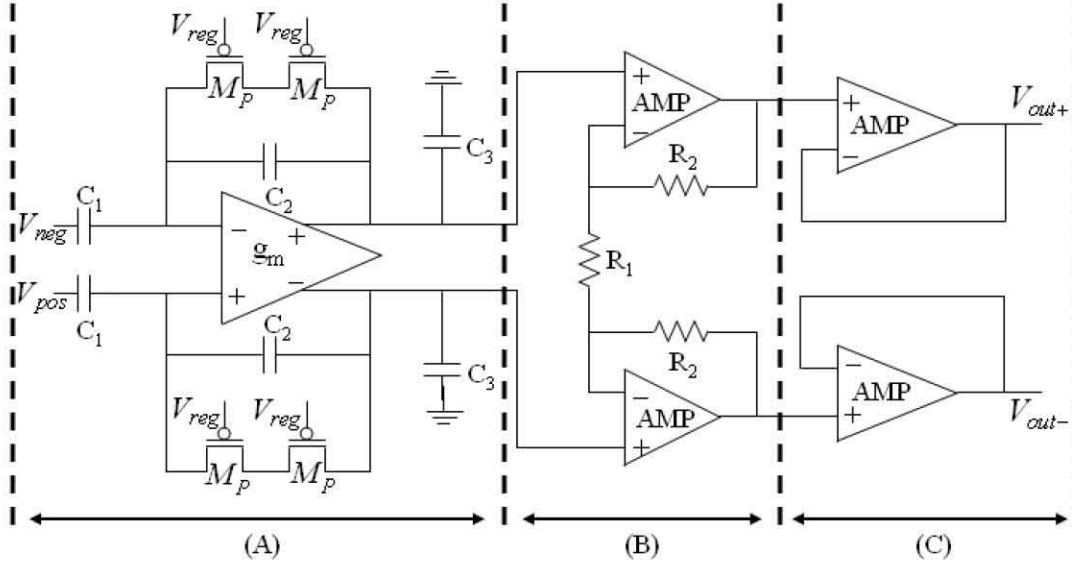 V_reg V_reg
M_p M_p
C_3
C_2
C_1
V_neg
- +
g_m
V_pos
+ -
C_1
C_2
C_3
V_reg V_reg
M_p M_p
+
AMP
-
R_2
R_1
R_2
-
AMP
+
+
AMP
-
V_out+
-
AMP
+
V_out-
(A) (B) (C)